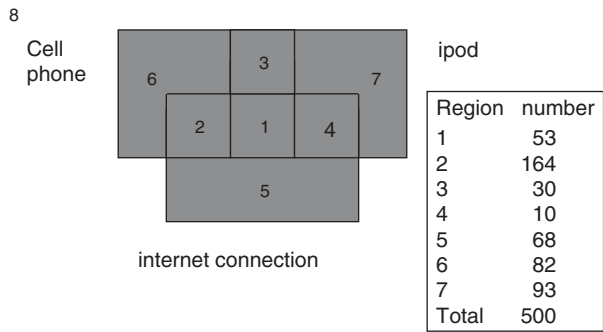 8
Cell
phone
ipod
6
3
7
2
1
4
5
internet connection
Region number
1 53
2 164
3 30
4 10
5 68
6 82
7 93
Total 500